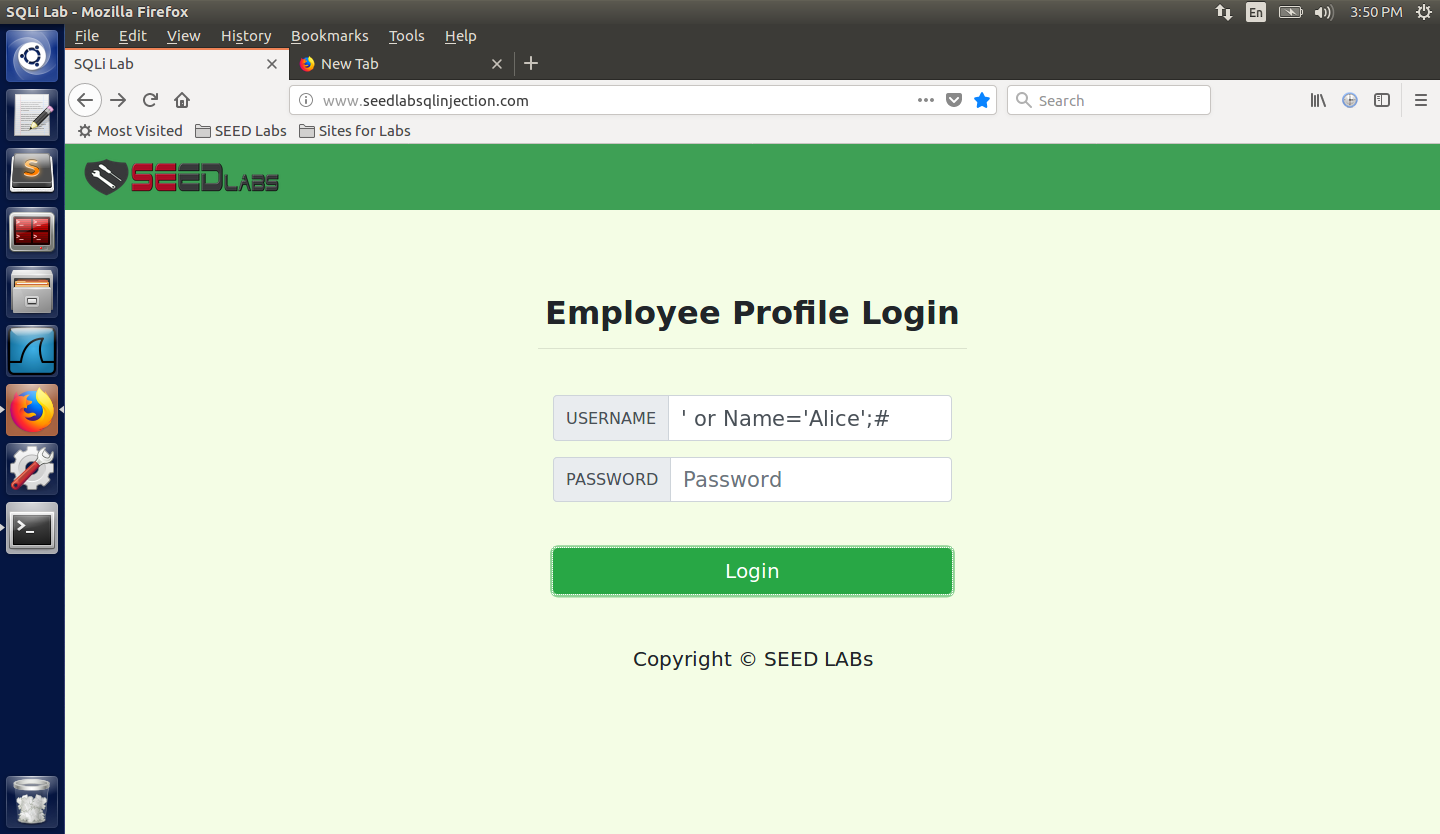 SQLi Lab - Mozilla Firefox
En
3:50 PM
File Edit View History Bookmarks Tools Help
SQLi Lab
New Tab
www.seedlabsqlinjection.com
Search
Most Visited SEED Labs Sites for Labs
SEEDLABS
Employee Profile Login
USERNAME ' or Name='Alice';#
PASSWORD Password
Login
Copyright © SEED LABs